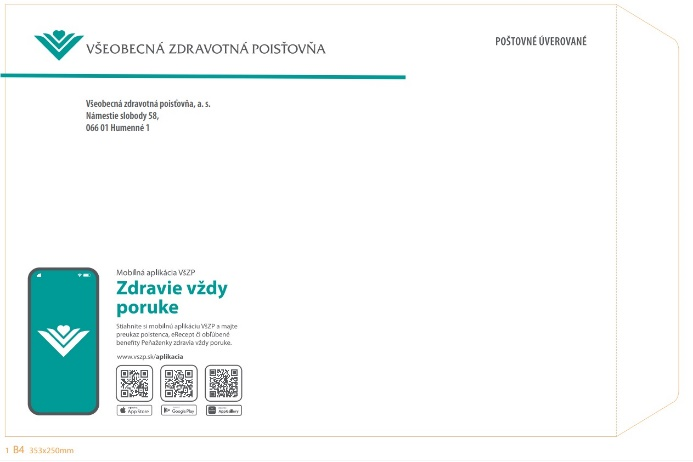 VŠEOBECNÁ ZDRAVOTNÁ POISŤOVŇA
POŠTOVNÉ ÚVEROVANÉ
Všeobecná zdravotná poisťovňa, a. s.
Námestie slobody 58,
066 01 Humenné 1
Mobilná aplikácia VšZP
Zdravie vždy
poruke
Stiahnite si mobilnú aplikáciu VšZP a majte
preukaz poistenca, eRecept či obľúbené
benefity Peňaženky zdravia vždy poruke.
www.vszp.sk/aplikacia
App Store
Google Play
AppGallery
1 B4 353x250mm